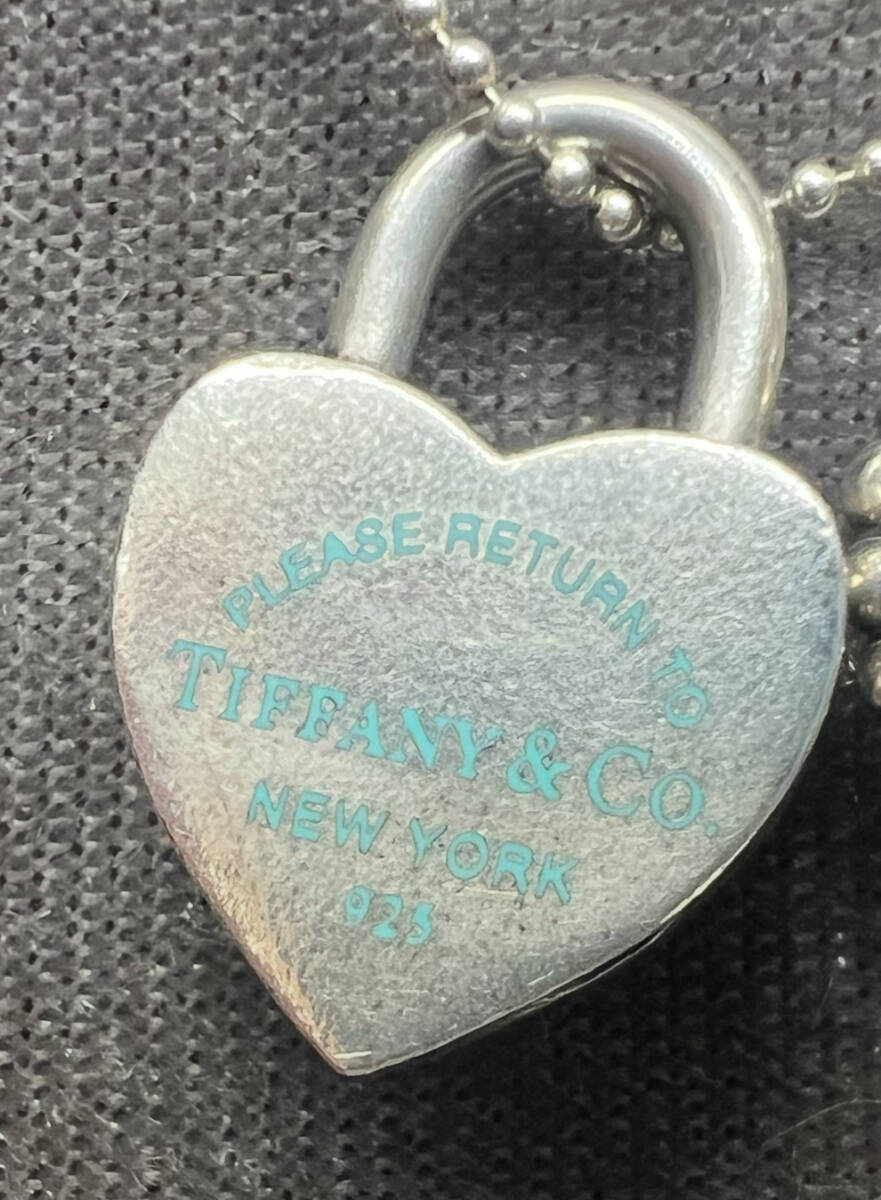 PLEASE RETURN TO
TIFFANY & CO.
NEW YORK
925